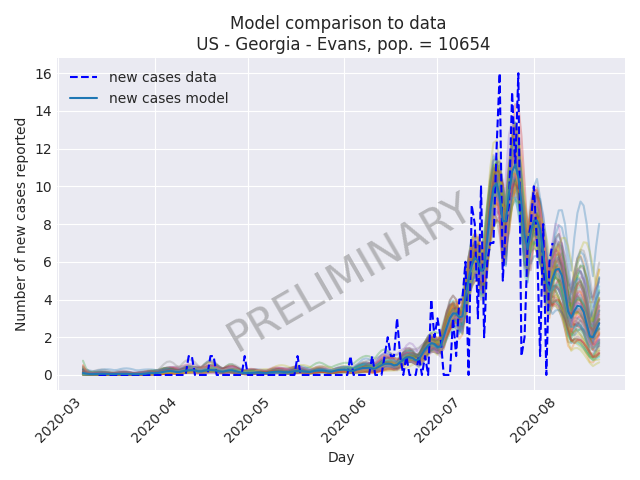 Model comparison to data
US - Georgia - Evans, pop. = 10654
new cases data
new cases model
PRELIMINARY
Number of new cases reported
16
14
12
10
8
6
4
2
0
2020-03
2020-04
2020-05
2020-06
2020-07
2020-08
Day